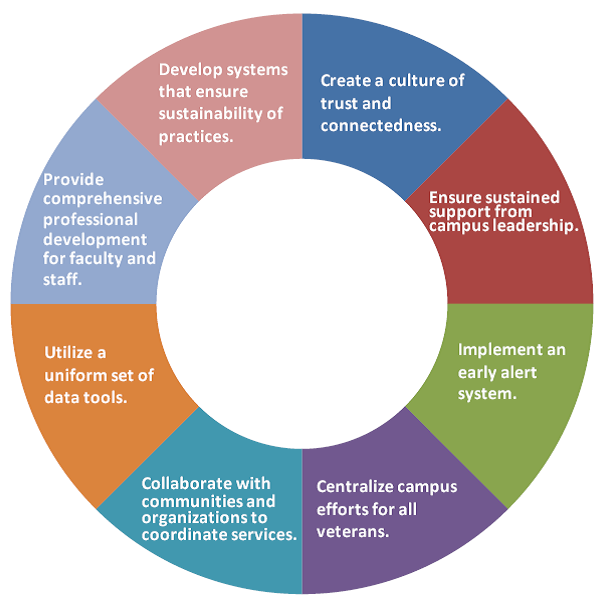 Create a culture of
trust and
connectedness.
Ensure sustained
support from
campus leadership.
Implement an
early alert
system.
Centralize campus
efforts for all
veterans.
Collaborate with
communities and
organizations to
coordinate services.
Utilize a
uniform set of
data tools.
Provide
comprehensive
professional
development
for faculty and
staff.
Develop systems
that ensure
sustainability of
practices.